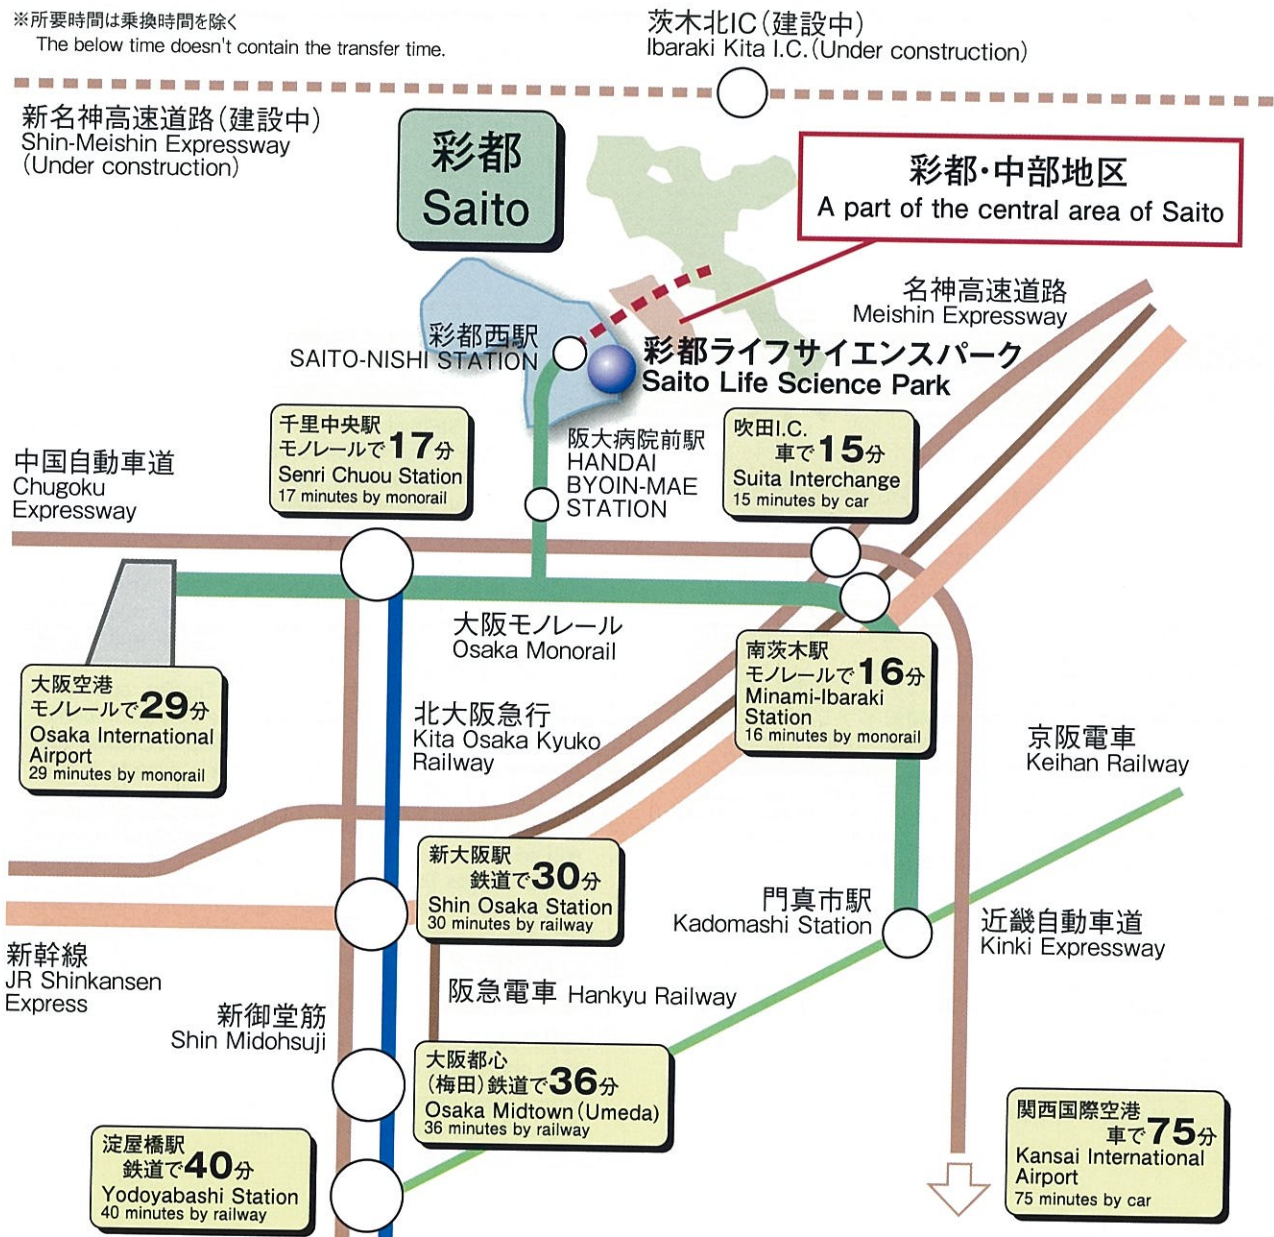 ※所要時間は乗換時間を除く
The below time doesn't contain the transfer time.
茨木北IC(建設中)
Ibaraki Kita I.C.(Under construction)
新名神高速道路(建設中)
Shin-Meishin Expressway
(Under construction)
彩都
Saito
彩都・中部地区
A part of the central area of Saito
名神高速道路
Meishin Expressway
彩都西駅
SAITO-NISHI STATION
彩都ライフサイエンスパーク
Saito Life Science Park
千里中央駅
モノレールで17分
Senri Chuou Station
17 minutes by monorail
阪大病院前駅
HANDAI
BYOIN-MAE
STATION
吹田I.C.
車で15分
Suita Interchange
15 minutes by car
中国自動車道
Chugoku
Expressway
大阪モノレール
Osaka Monorail
大阪空港
モノレールで29分
Osaka International
Airport
29 minutes by monorail
北大阪急行
Kita Osaka Kyuko
Railway
南茨木駅
モノレールで16分
Minami-Ibaraki
Station
16 minutes by monorail
京阪電車
Keihan Railway
新大阪駅
鉄道で30分
Shin Osaka Station
30 minutes by railway
門真市駅
Kadomashi Station
近畿自動車道
Kinki Expressway
新幹線
JR Shinkansen
Express
阪急電車 Hankyu Railway
新御堂筋
Shin Midohsuji
大阪都心
(梅田)鉄道で36分
Osaka Midtown(Umeda)
36 minutes by railway
淀屋橋駅
鉄道で40分
Yodoyabashi Station
40 minutes by railway
関西国際空港
車で75分
Kansai International
Airport
75 minutes by car